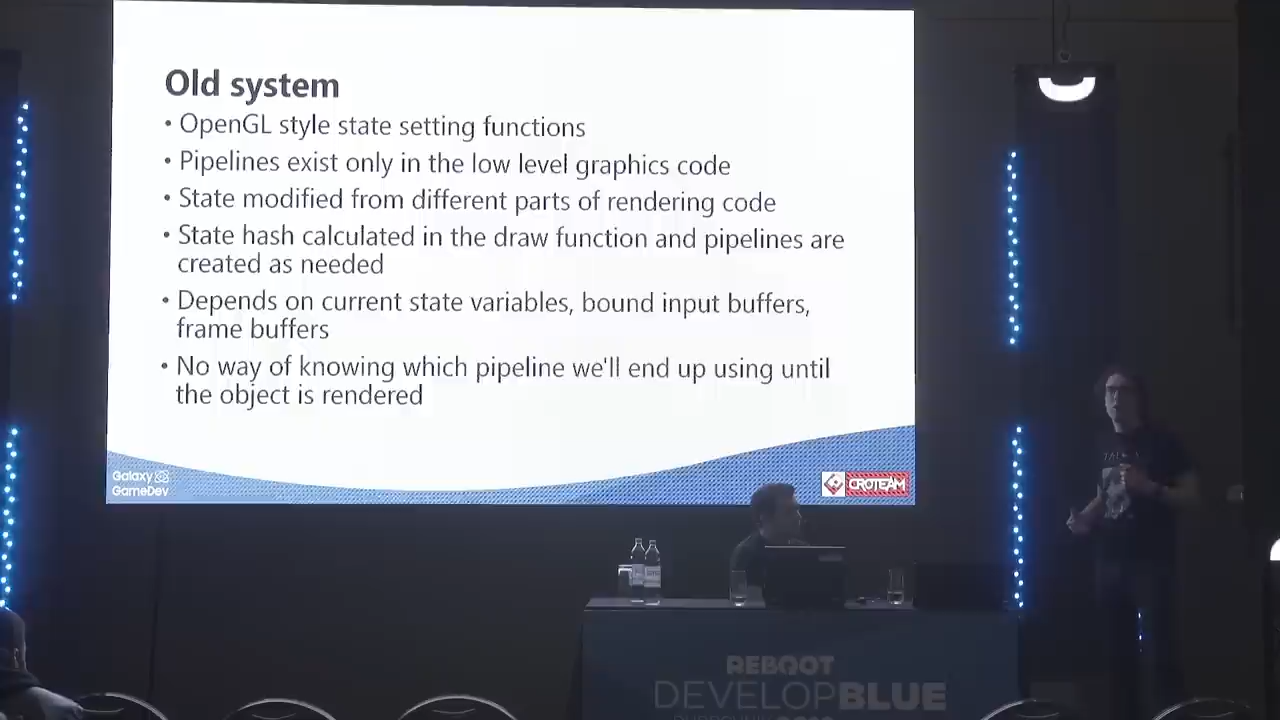 Old system
• OpenGL style state setting functions
• Pipelines exist only in the low level graphics code
• State modified from different parts of rendering code
• State hash calculated in the draw function and pipelines are
created as needed
• Depends on current state variables, bound input buffers,
frame buffers
• No way of knowing which pipeline we'll end up using until
the object is rendered
Galaxy
GameDev
CROTEAM
REBOOT
DEVELOPBLUE